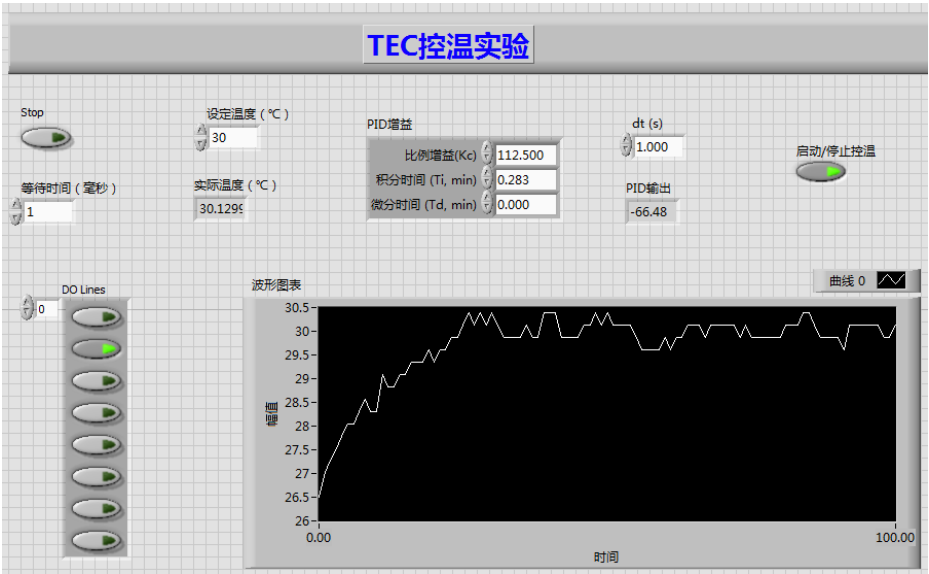 TEC控温实验
Stop
设定温度（℃）
30
PID增益
比例增益(Kc) 112.500
积分时间 (Ti, min) 0.283
微分时间 (Td, min) 0.000
dt (s)
1.000
启动/停止控温
等待时间（毫秒）
1
实际温度（℃）
30.1299
PID输出
-66.48
DO Lines
0
波形图表
曲线 0
幅值
30.5
30
29.5
29
28.5
28
27.5
27
26.5
26
0.00
100.00
时间